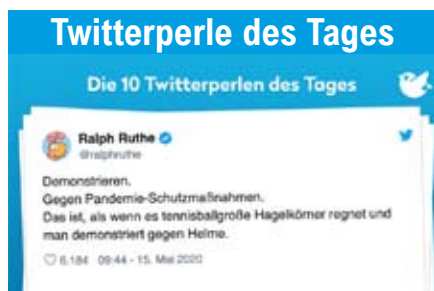 Twitterperle des Tages
Die 10 Twitterperlen des Tages
Ralph Ruthe
@ralphruthe
Demonstrieren.
Gegen Pandemie-Schutzmaßnahmen.
Das ist, als wenn es tennisballgroße Hagelkörner regnet und
man demonstriert gegen Helme.
6.184 09:44 - 15. Mai 2020